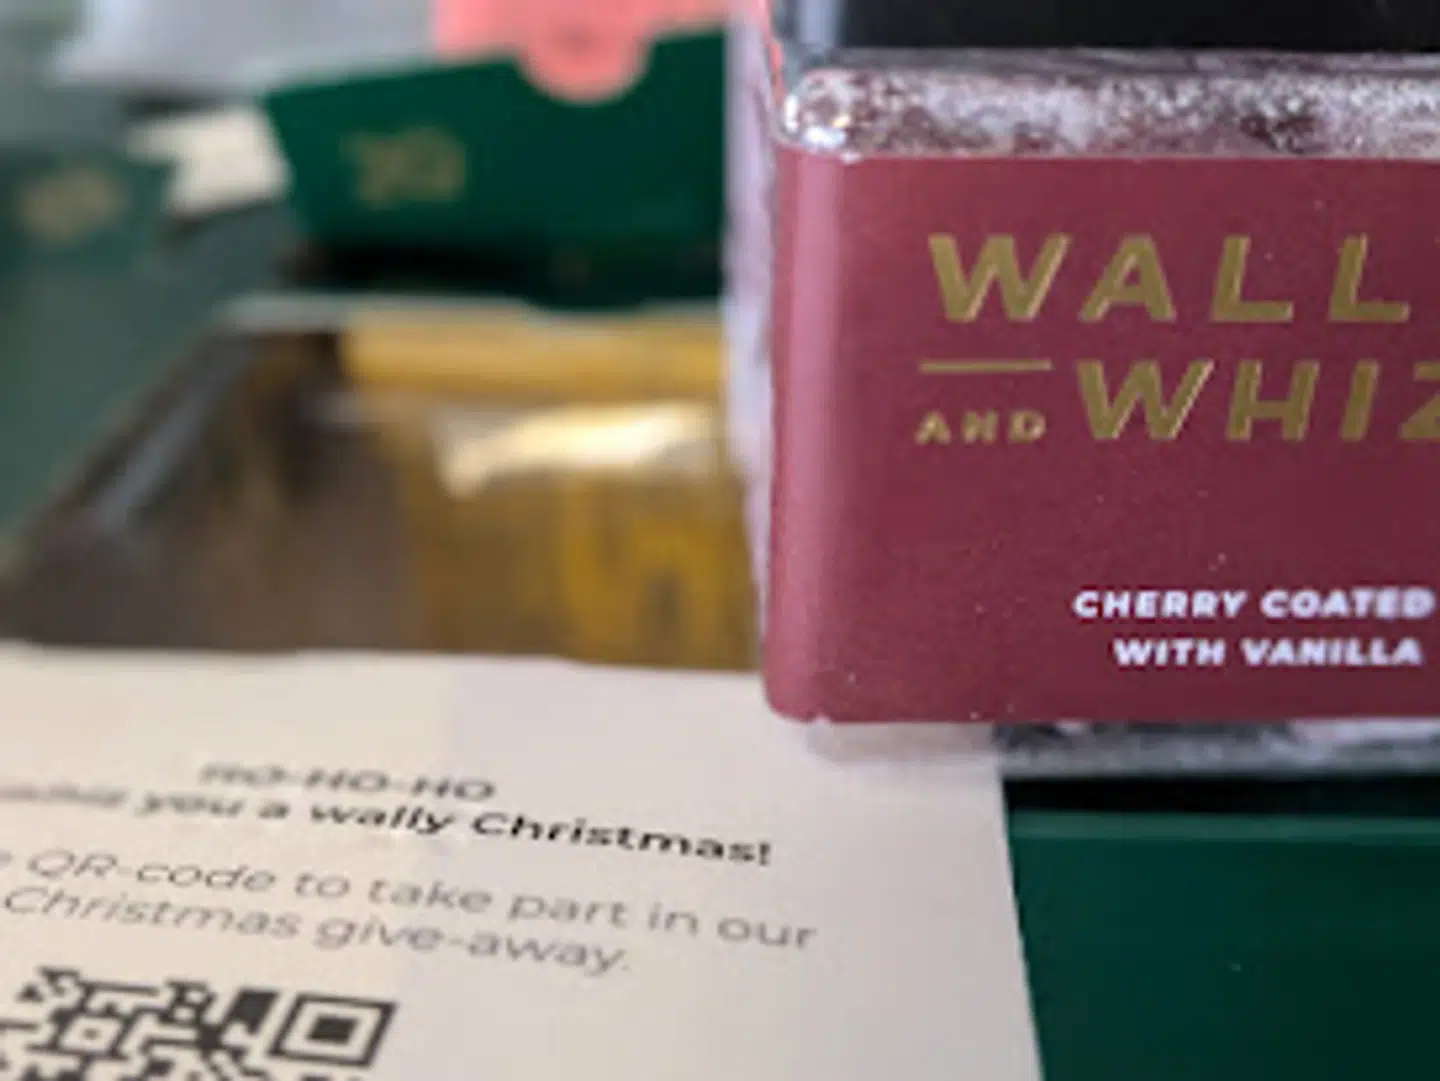 WALL
AND WHIZ
CHERRY COATED
WITH VANILLA
HO-HO-HO
you a wally Christmas!
QR-code to take part in our
Christmas give-away.